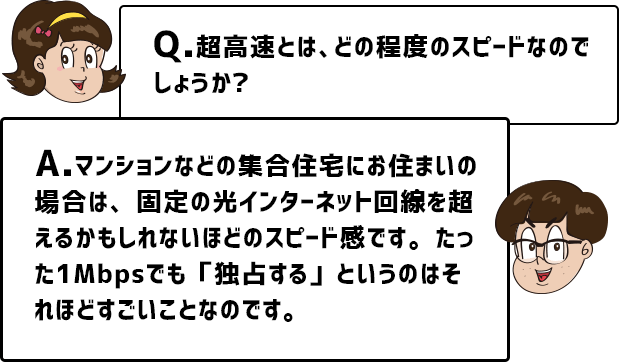 Q.超高速とは、どの程度のスピードなので
しょうか?
A.マンションなどの集合住宅にお住まいの
場合は、固定の光インターネット回線を超
えるかもしれないほどのスピード感です。たっ
た1Mbpsでも「独占する」というのはそ
れほどすごいことなのです。